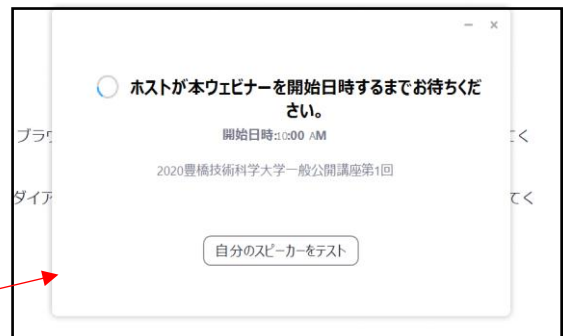 ホストが本ウェビナーを開始日時するまでお待ちくだ
さい。
ブラウ
開始日時:10:00 AM
てく
2020豊橋技術科学大学一般公開講座第1回
ダイア
てく
自分のスピーカーをテスト